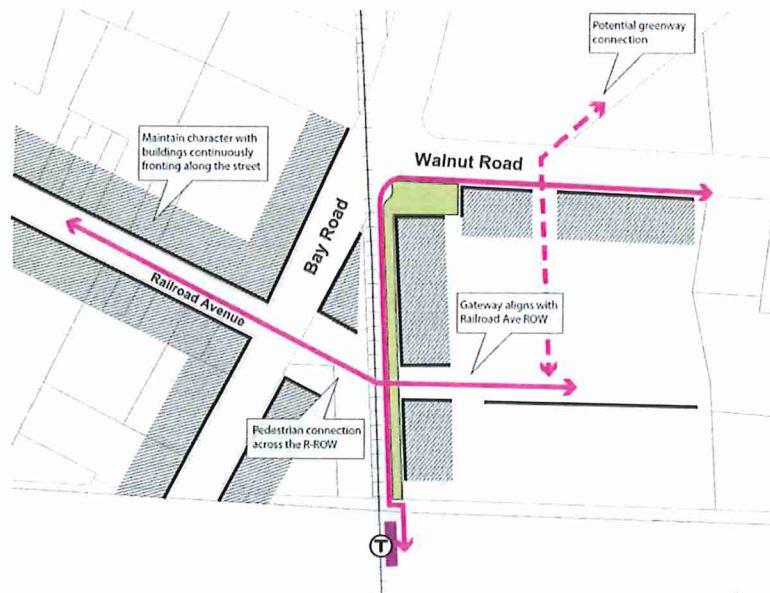 Potential greenway
connection
Maintain character with
buildings continuously
fronting along the street
Walnut Road
Bay Road
Railroad Avenue
Gateway aligns with
Railroad Ave ROW
Pedestrian connection
across the R-ROW
T